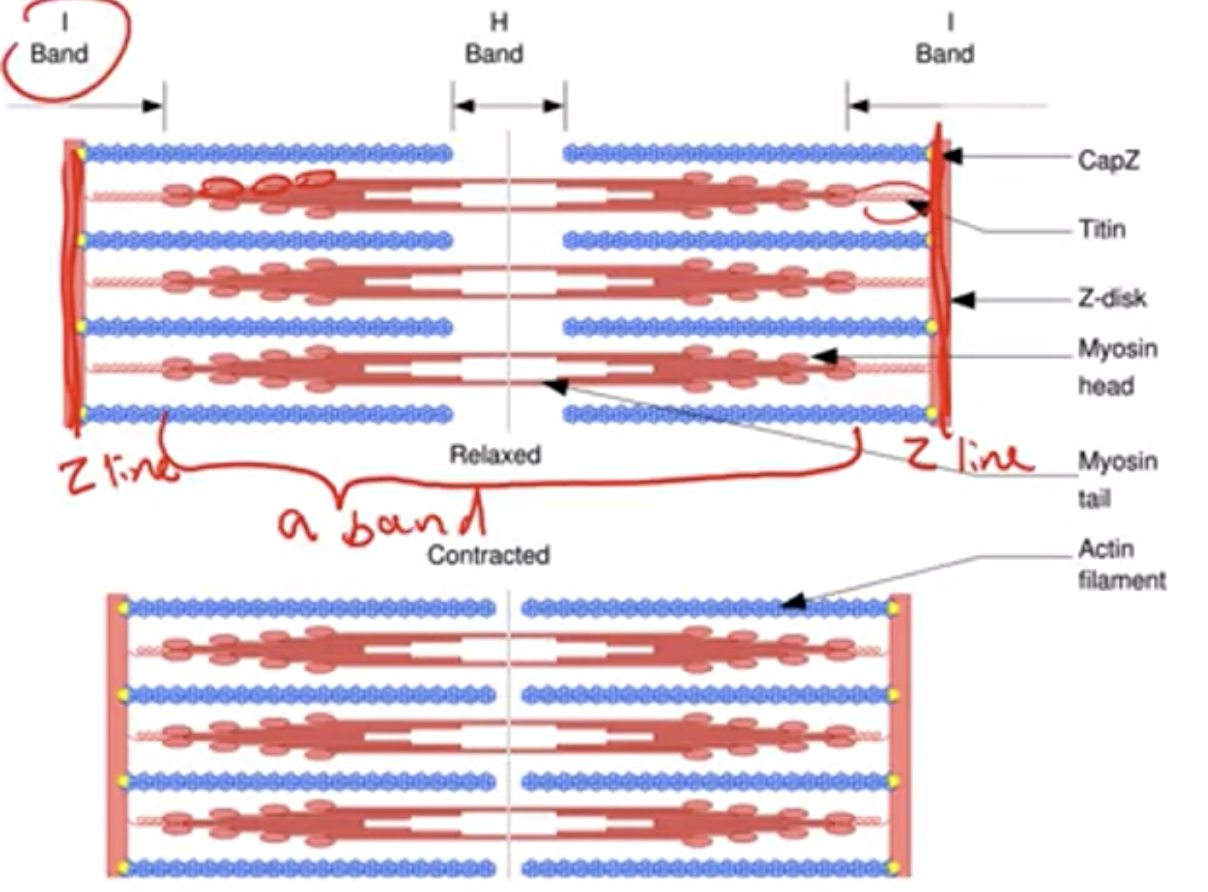 I
Band
H
Band
I
Band
CapZ
Titin
Z-disk
Myosin
head
Relaxed
Z line
Z line
Myosin
tail
a band
Contracted
Actin
filament